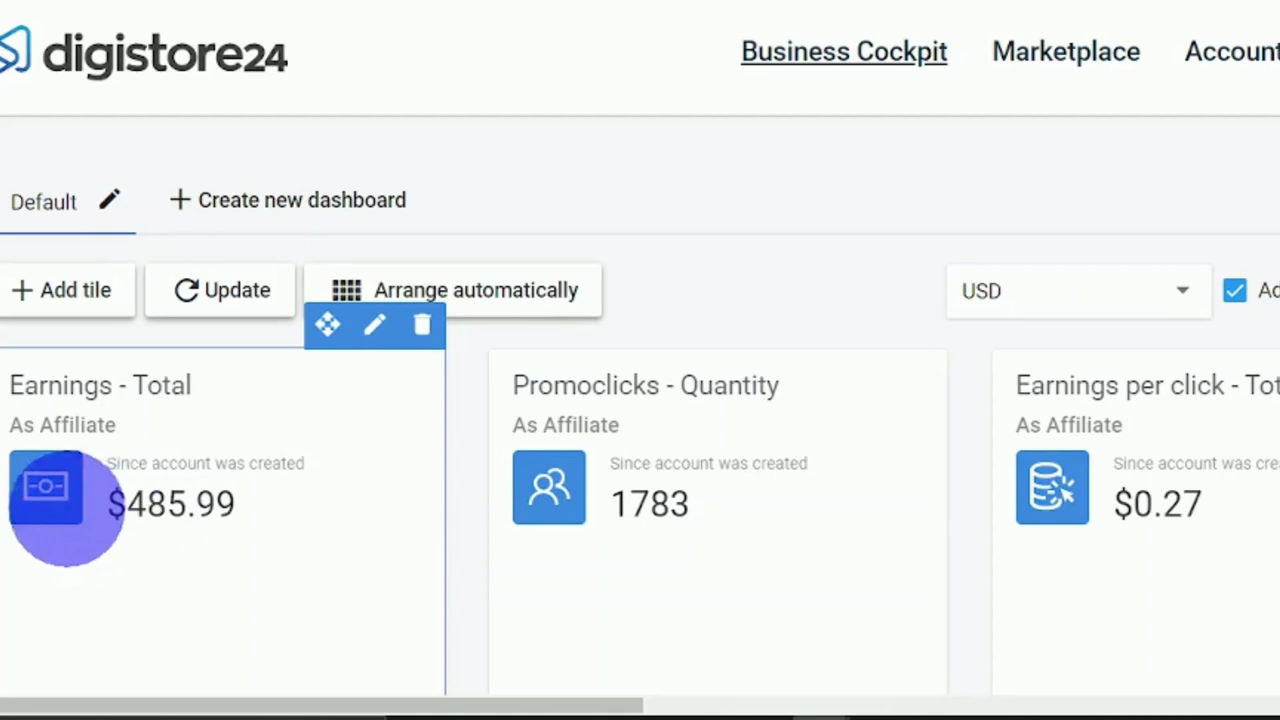 digistore24
Business Cockpit
Marketplace
Account
Default
Create new dashboard
Add tile
Update
Arrange automatically
USD
Earnings - Total
As Affiliate
Since account was created
$485.99
Promoclicks - Quantity
As Affiliate
Since account was created
1783
Earnings per click - Tot
As Affiliate
Since account was cre
$0.27